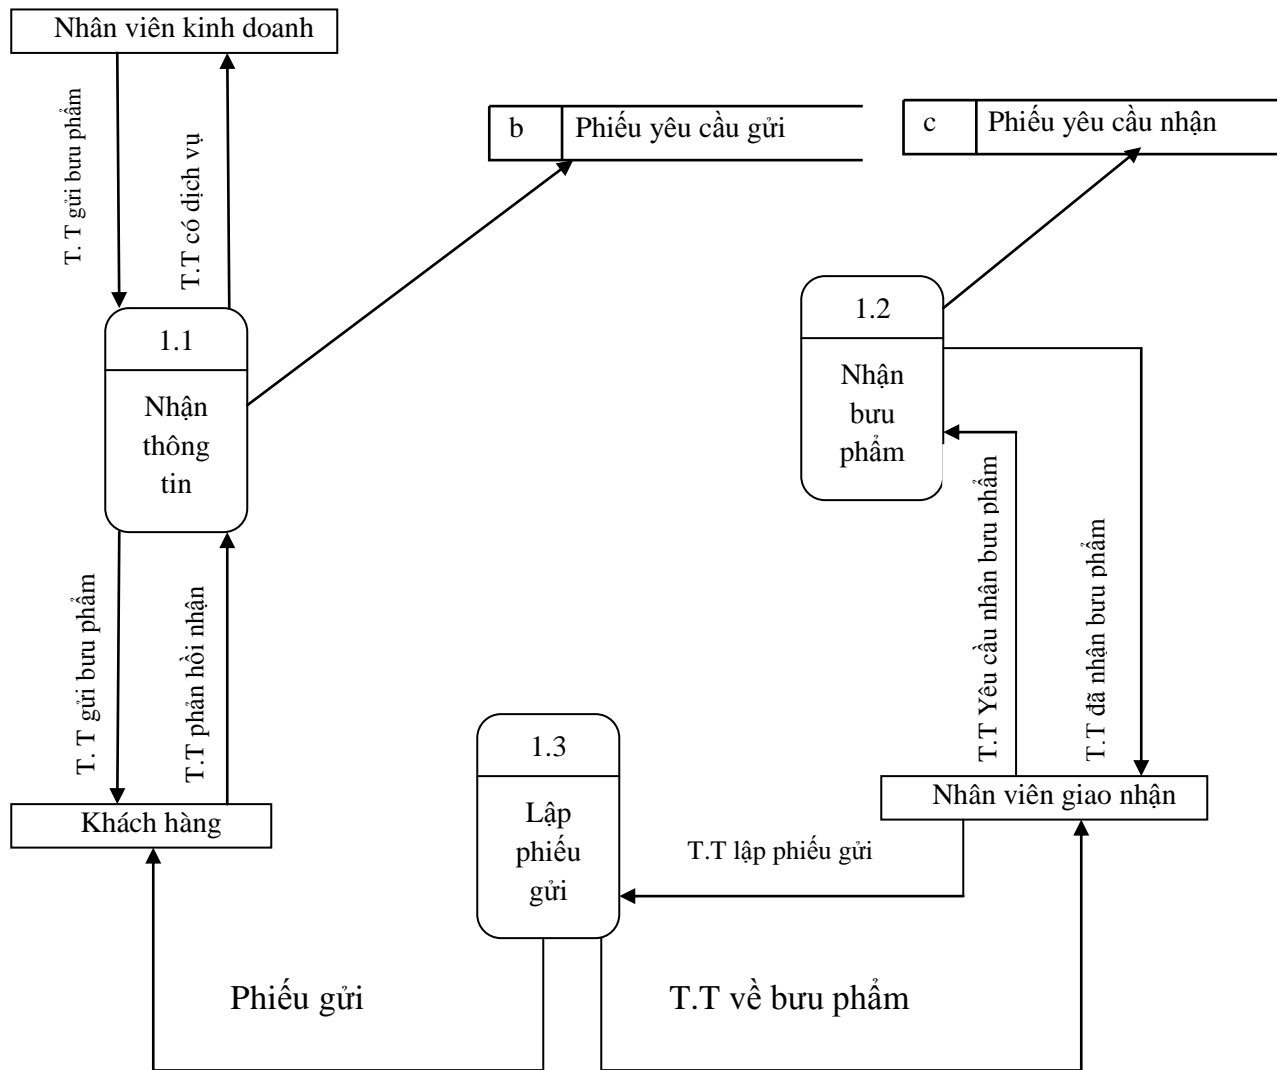 Nhân viên kinh doanh
b
Phiếu yêu cầu gửi
c
Phiếu yêu cầu nhận
T. T gửi bưu phẩm
T.T có dịch vụ
1.1
Nhận
thông
tin
1.2
Nhận
bưu
phẩm
T. T gửi bưu phẩm
T.T phản hồi nhận
T.T Yêu cầu nhận bưu phẩm
T.T đã nhận bưu phẩm
Khách hàng
1.3
Lập
phiếu
gửi
Nhân viên giao nhận
T.T lập phiếu gửi
Phiếu gửi
T.T về bưu phẩm